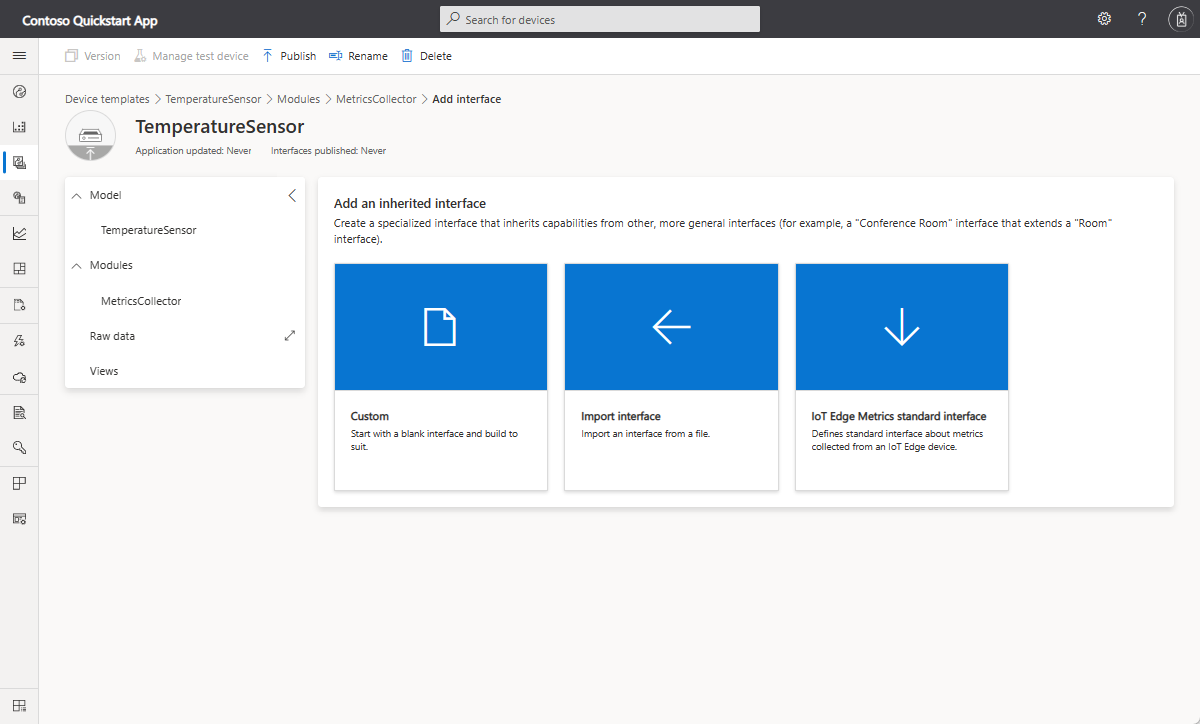 Contoso Quickstart App
Search for devices
?
Version
Manage test device
Publish
Rename
Delete
Device templates > TemperatureSensor > Modules > MetricsCollector > Add interface
TemperatureSensor
Application updated: Never
Interfaces published: Never
Model
TemperatureSensor
Modules
MetricsCollector
Raw data
Views
Add an inherited interface
Create a specialized interface that inherits capabilities from other, more general interfaces (for example, a "Conference Room" interface that extends a "Room"
interface).
Custom
Start with a blank interface and build to
suit.
Import interface
Import an interface from a file.
IoT Edge Metrics standard interface
Defines standard interface about metrics
collected from an IoT Edge device.